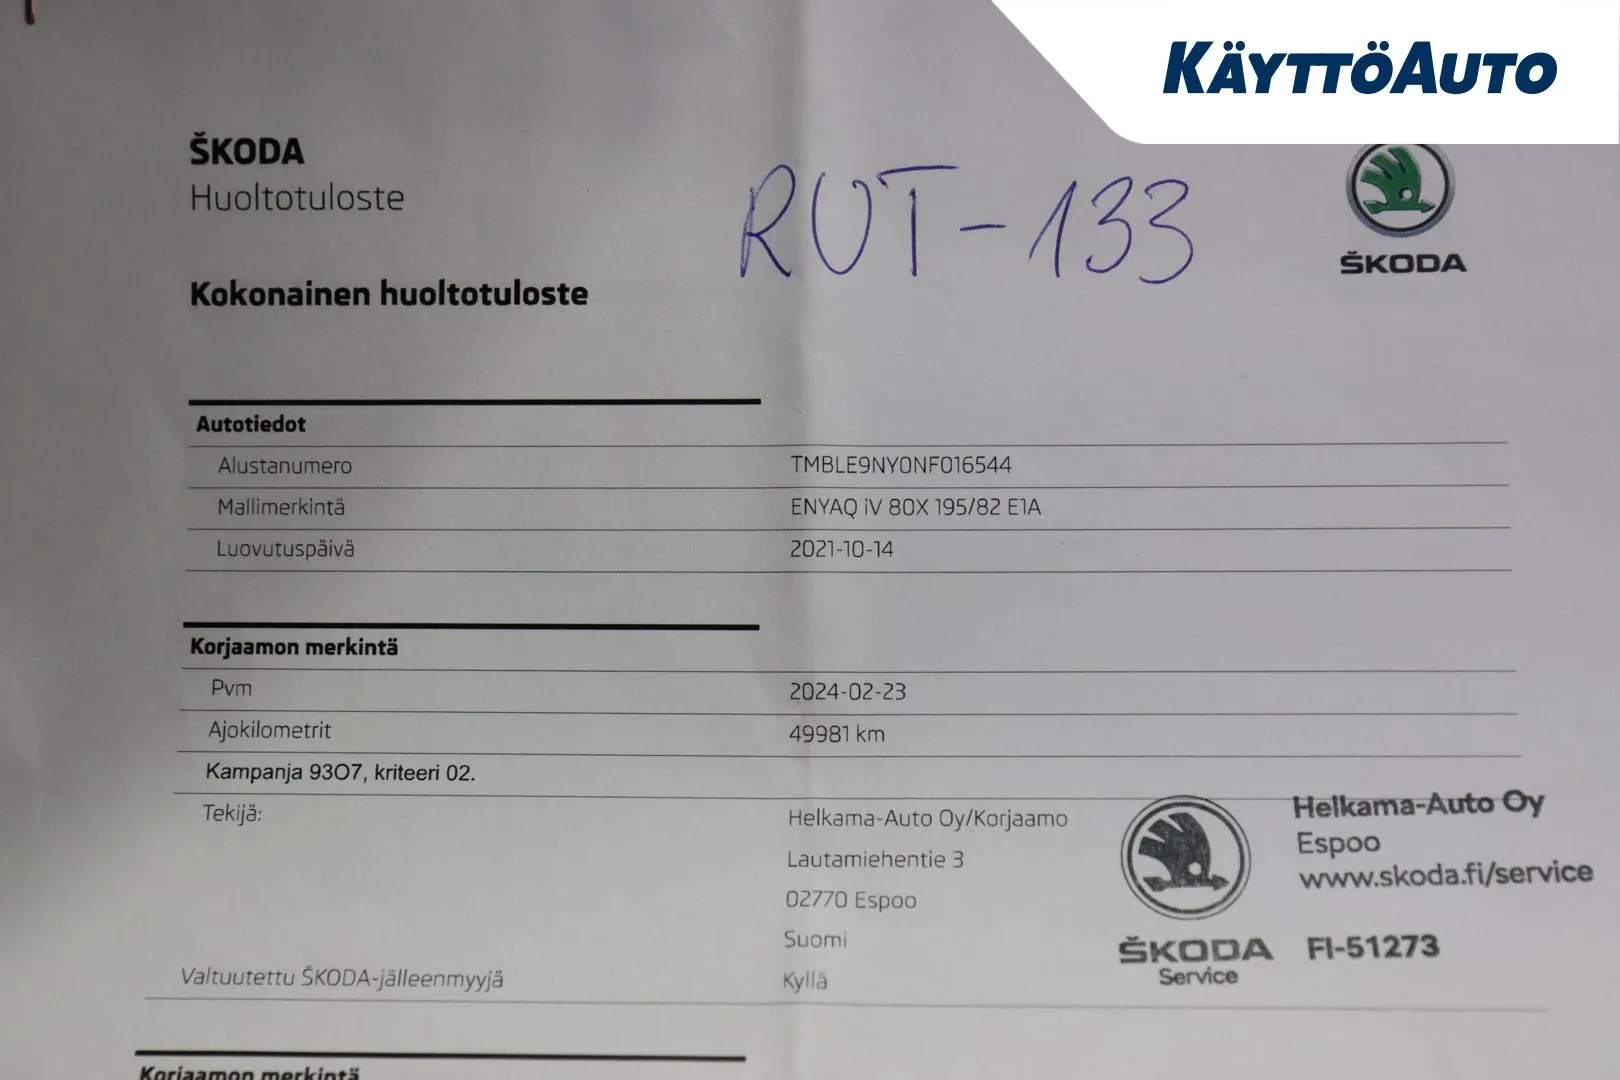 KÄYTTÖAUTO
ŠKODA
Huoltotuloste
RUT-133
ŠKODA
Kokonainen huoltotuloste
Autotiedot
Alustanumero TMBLE9NY0NF016544
Mallimerkintä ENYAQ iV 80X 195/82 E1A
Luovutuspäivä 2021-10-14
Korjaamon merkintä
Pvm 2024-02-23
Ajokilometrit 49981 km
Kampanja 93O7, kriteeri 02.
Tekijä: Helkama-Auto Oy/Korjaamo
Lautamiehentie 3
02770 Espoo
Suomi
Valtuutettu ŠKODA-jälleenmyyjä Kyllä
Helkama-Auto Oy
Espoo
www.skoda.fi/service
ŠKODA FI-51273
Service
Korjaamon merkintä